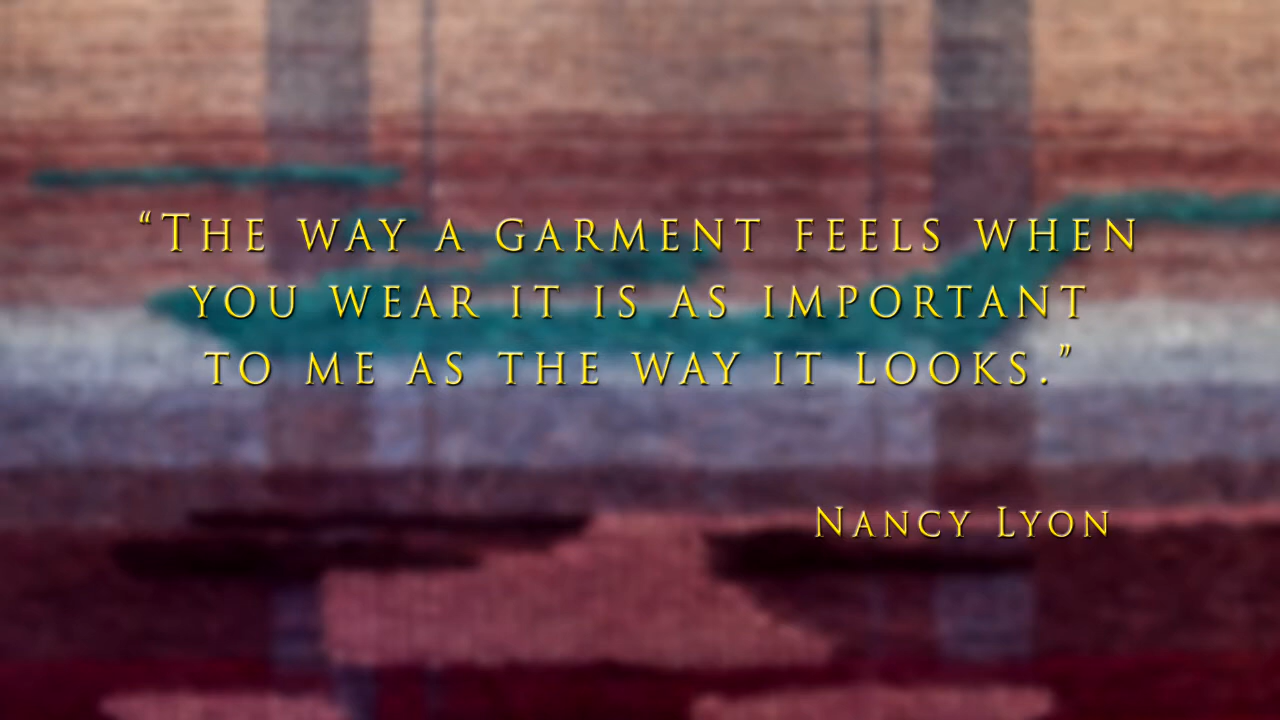 “The way a garment feels when
you wear it is as important
to me as the way it looks.”
Nancy Lyon